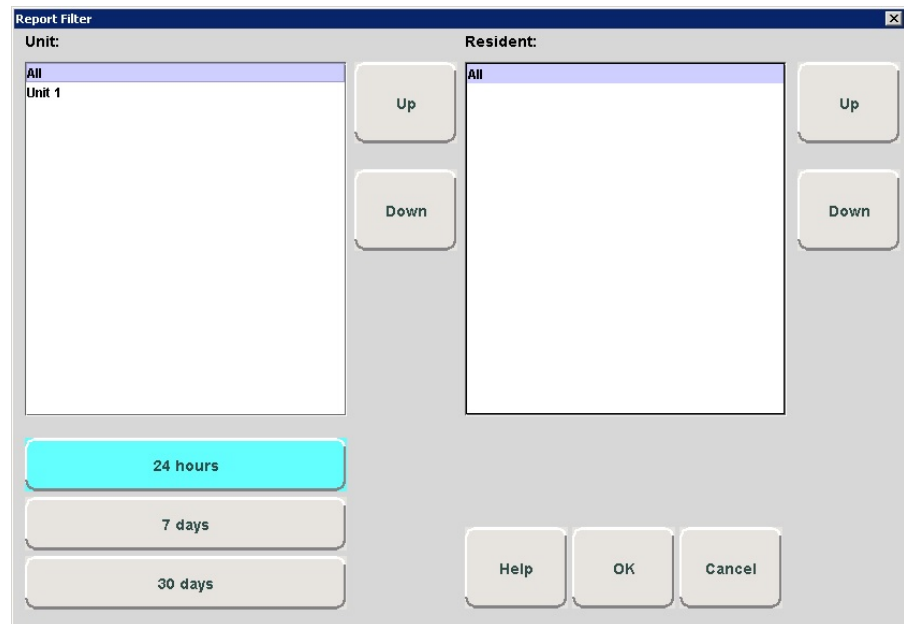 Report Filter
Unit:
All
Unit 1
Up
Down
Resident:
All
Up
Down
24 hours
7 days
30 days
Help
OK
Cancel